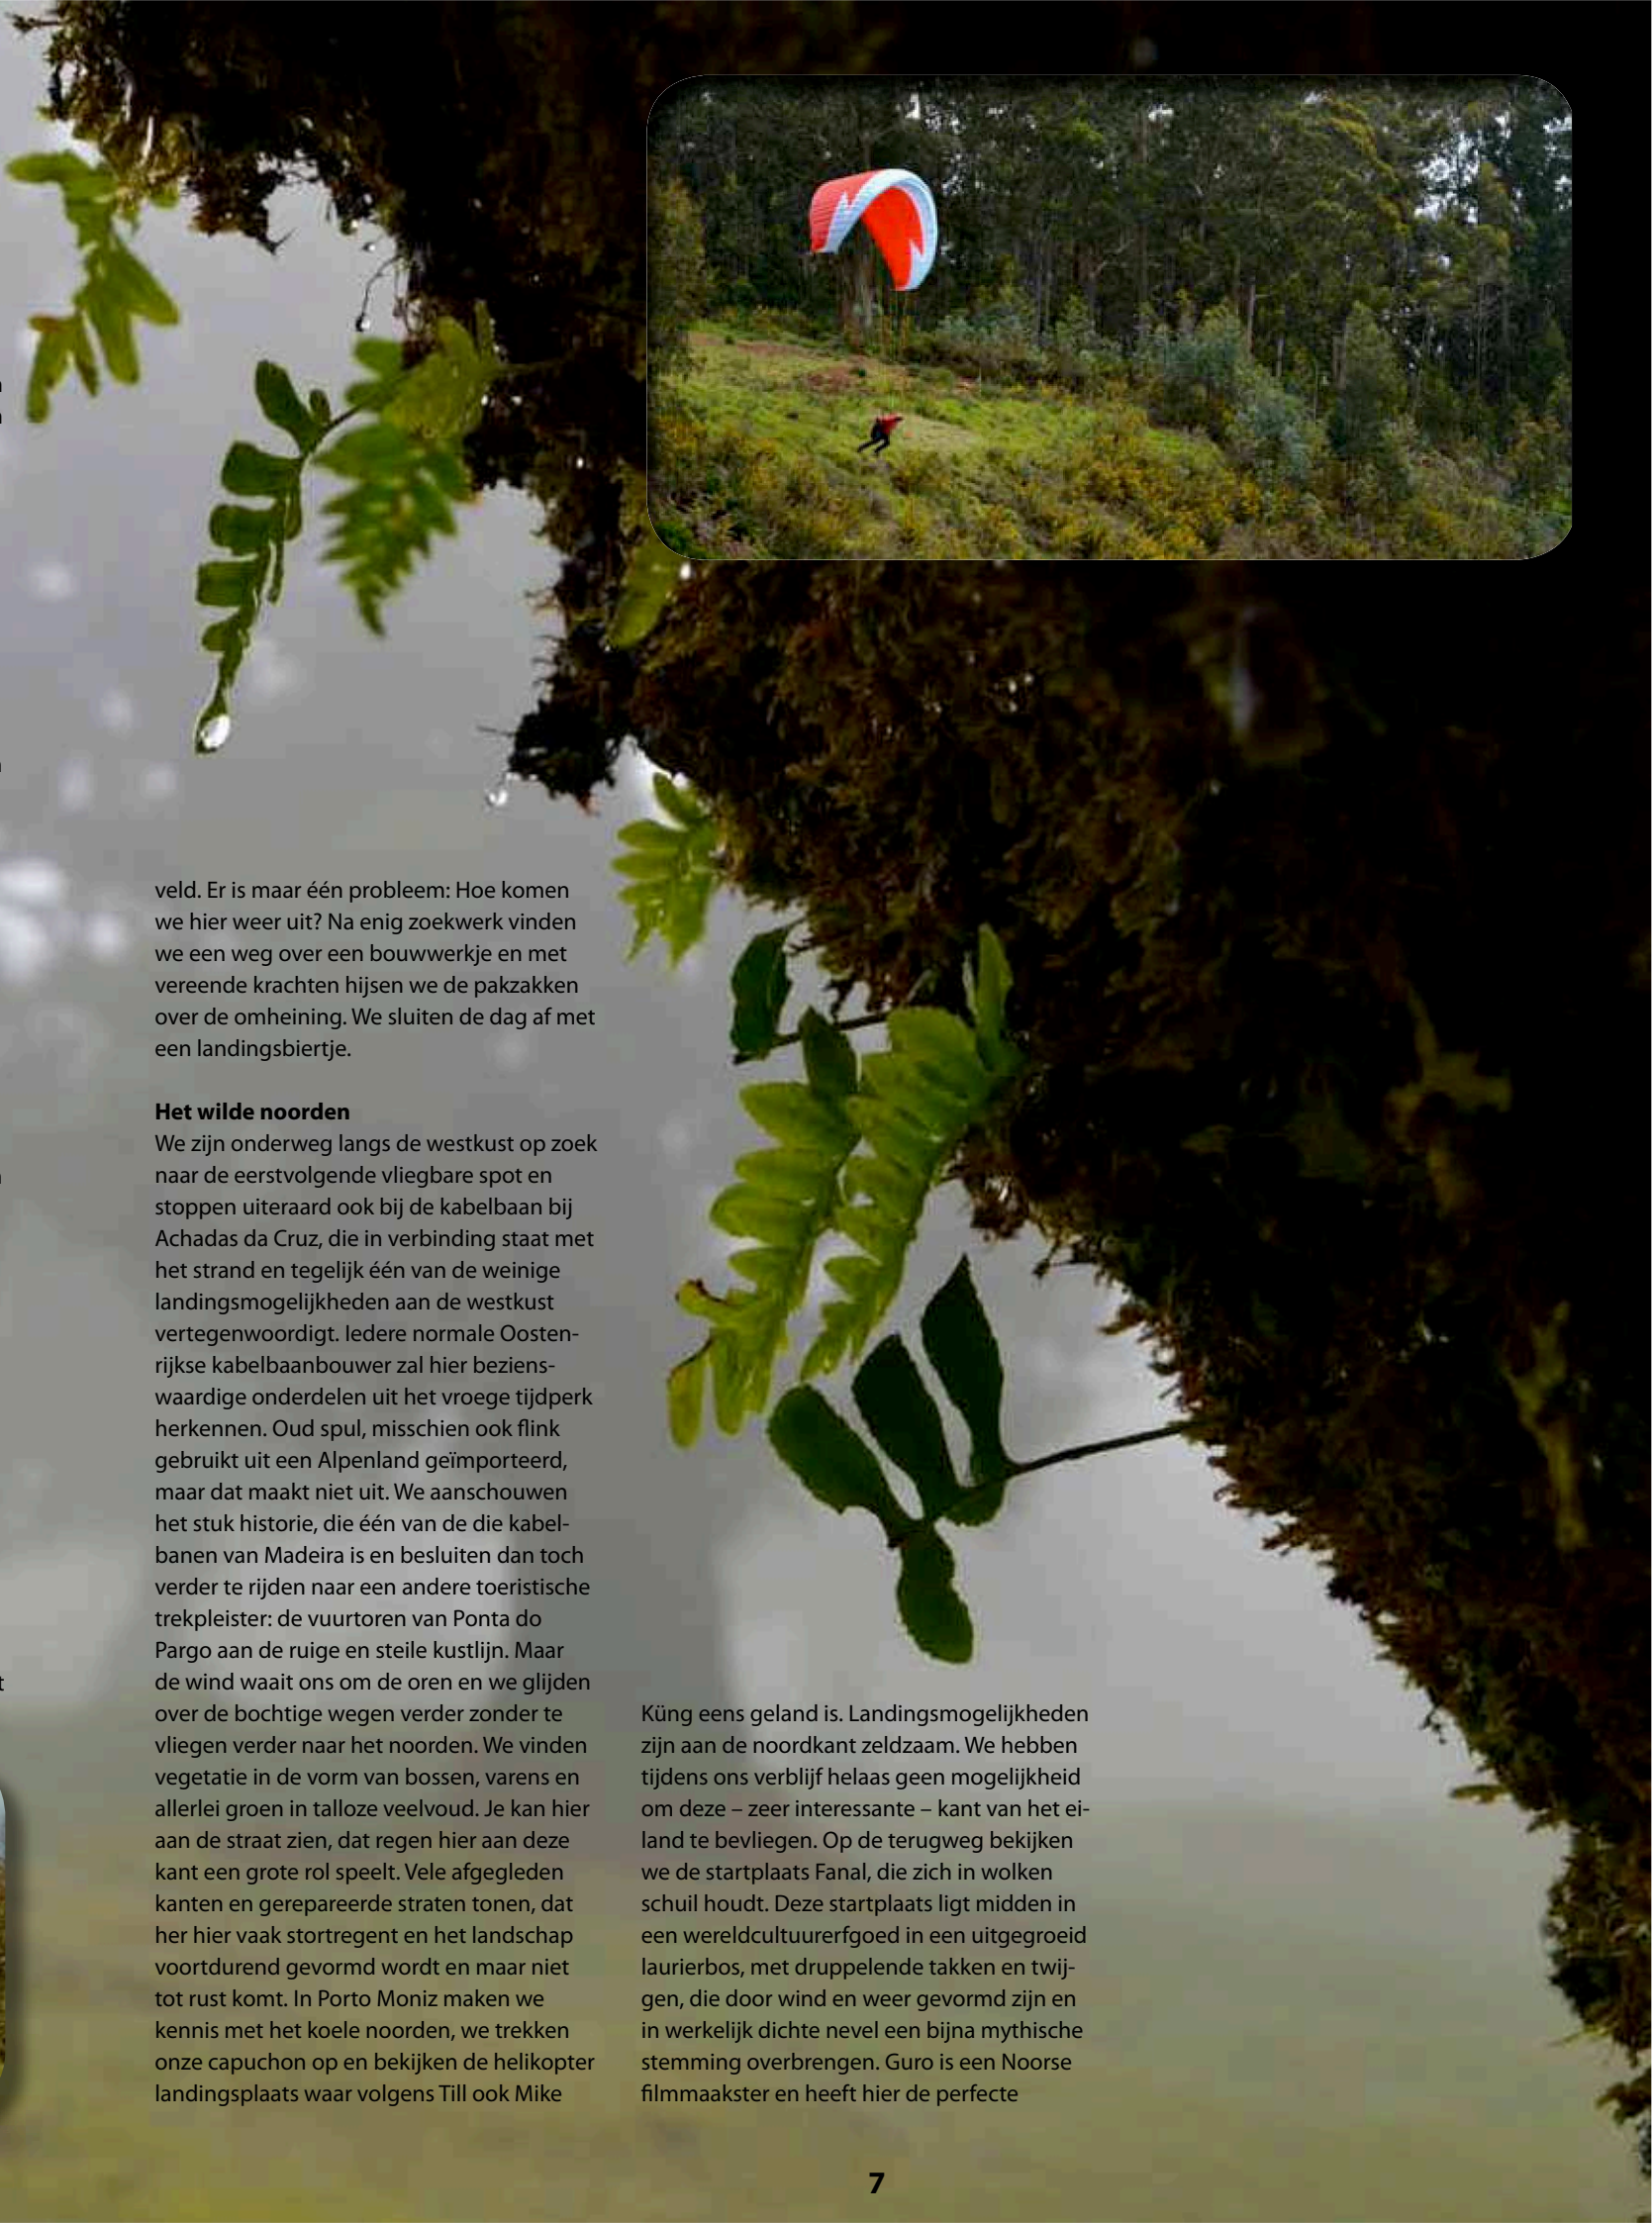 veld. Er is maar één probleem: Hoe komen
we hier weer uit? Na enig zoekwerk vinden
we een weg over een bouwwerkje en met
vereende krachten hijsen we de pakzakken
over de omheining. We sluiten de dag af met
een landingsbiertje.
Het wilde noorden
We zijn onderweg langs de westkust op zoek
naar de eerstvolgende vliegbare spot en
stoppen uiteraard ook bij de kabelbaan bij
Achadas da Cruz, die in verbinding staat met
het strand en tegelijk één van de weinige
landingsmogelijkheden aan de westkust
vertegenwoordigt. Iedere normale Oosten-
rijkse kabelbaanbouwer zal hier beziens-
waardige onderdelen uit het vroege tijdperk
herkennen. Oud spul, misschien ook flink
gebruikt uit een Alpenland geïmporteerd,
maar dat maakt niet uit. We aanschouwen
het stuk historie, die één van de die kabel-
banen van Madeira is en besluiten dan toch
verder te rijden naar een andere toeristische
trekpleister: de vuurtoren van Ponta do
Pargo aan de ruige en steile kustlijn. Maar
de wind waait ons om de oren en we glijden
over de bochtige wegen verder zonder te
vliegen verder naar het noorden. We vinden
vegetatie in de vorm van bossen, varens en
allerlei groen in talloze veelvoud. Je kan hier
aan de straat zien, dat regen hier aan deze
kant een grote rol speelt. Vele afgegleden
kanten en gerepareerde straten tonen, dat
her hier vaak stortregent en het landschap
voortdurend gevormd wordt en maar niet
tot rust komt. In Porto Moniz maken we
kennis met het koele noorden, we trekken
onze capuchon op en bekijken de helikopter
landingsplaats waar volgens Till ook Mike
Küng eens geland is. Landingsmogelijkheden
zijn aan de noordkant zeldzaam. We hebben
tijdens ons verblijf helaas geen mogelijkheid
om deze – zeer interessante – kant van het ei-
land te bevliegen. Op de terugweg bekijken
we de startplaats Fanal, die zich in wolken
schuil houdt. Deze startplaats ligt midden in
een wereldcultuurerfgoed in een uitgegroeid
laurierbos, met druppelende takken en twij-
gen, die door wind en weer gevormd zijn en
in werkelijk dichte nevel een bijna mythische
stemming overbrengen. Guro is een Noorse
filmmaakster en heeft hier de perfecte
7